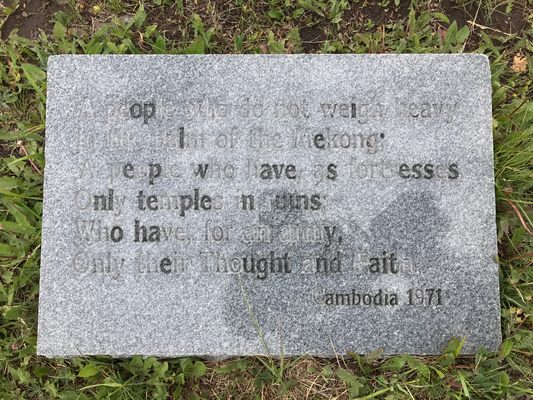 A people who do not weigh heavy
In the palm of the Mekong:
A people who have as fortresses
Only temples in ruins;
Who have, for an army,
Only their Thought and Faith.
Cambodia 1971